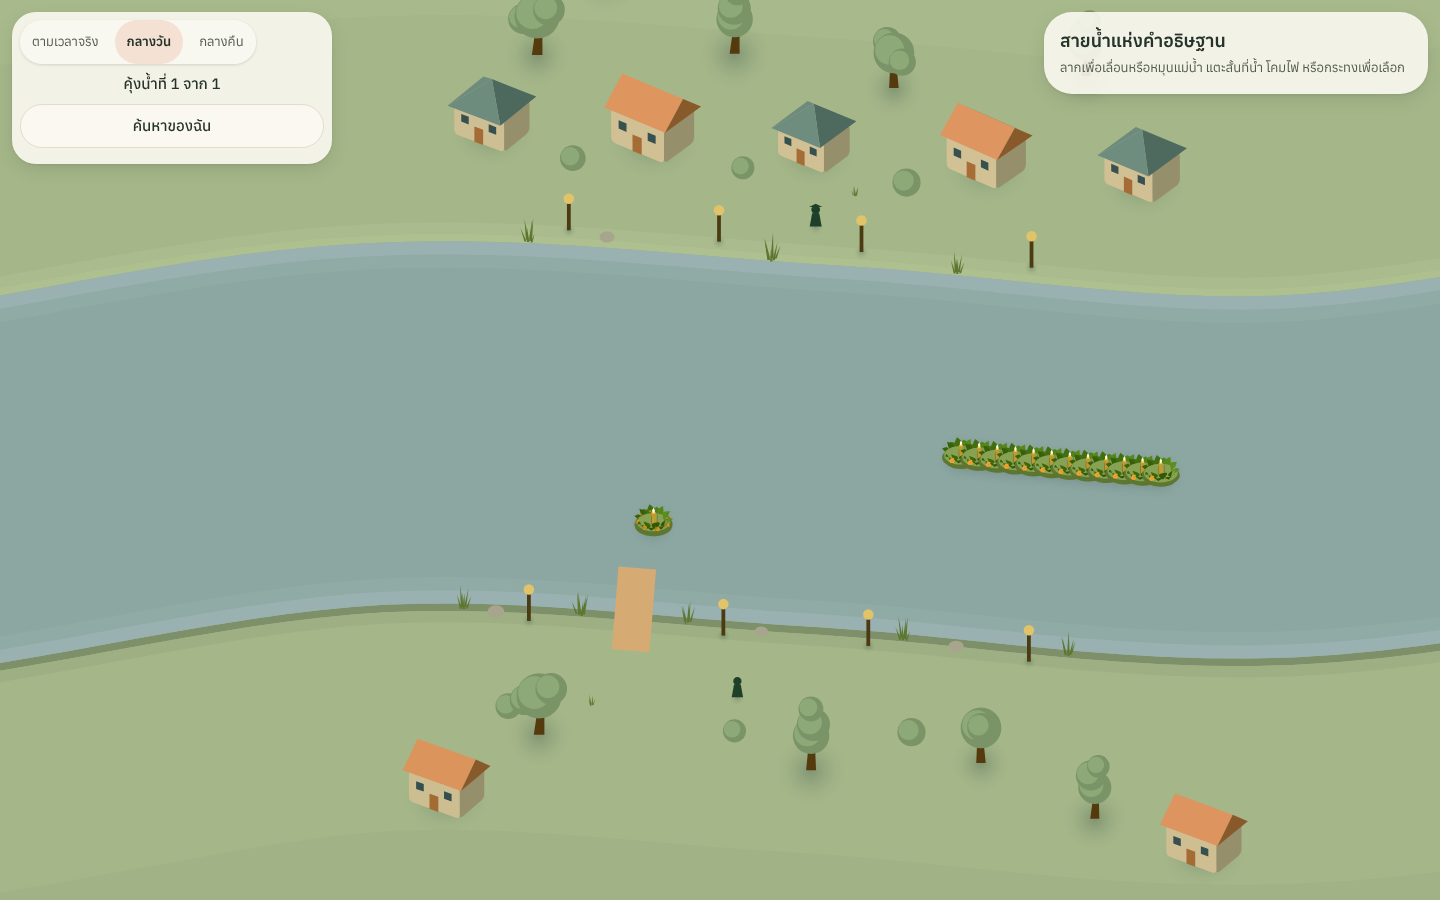 ตามเวลาจริง กลางวัน กลางคืน
คุ้งน้ำที่ 1 จาก 1
ค้นหาของฉัน
สายน้ำแห่งคำอธิษฐาน
ลากเพื่อเลื่อนหรือหมุนแม่น้ำ แตะสั้นที่น้ำ โคมไฟ หรือกระทงเพื่อเลือก